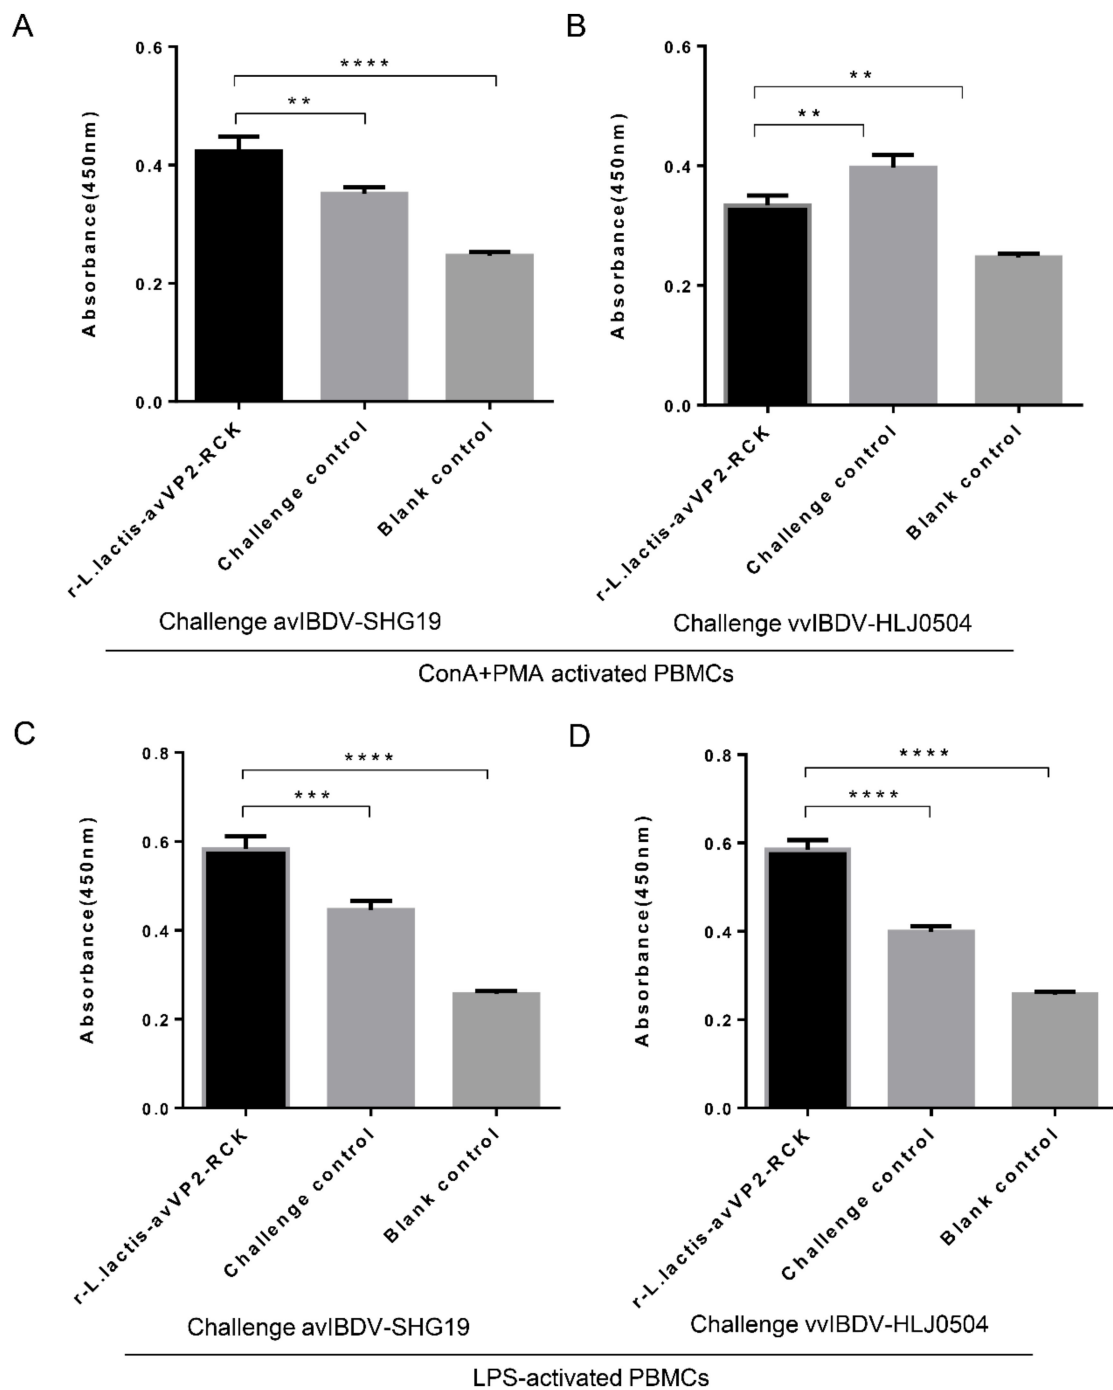 A
0.6
0.4
0.2
0.0
Absorbance(450nm)
****
**
r-L.lactis-avVP2-RCK
Challenge control
Blank control
Challenge avIBDV-SHG19
B
0.6
0.4
0.2
0.0
Absorbance(450nm)
**
**
r-L.lactis-avVP2-RCK
Challenge control
Blank control
Challenge vvIBDV-HLJ0504
ConA+PMA activated PBMCs
C
0.8
0.6
0.4
0.2
0.0
Absorbance(450nm)
****
***
r-L.lactis-avVP2-RCK
Challenge control
Blank control
Challenge avIBDV-SHG19
D
0.8
0.6
0.4
0.2
0.0
Absorbance(450nm)
****
****
r-L.lactis-avVP2-RCK
Challenge control
Blank control
Challenge vvIBDV-HLJ0504
LPS-activated PBMCs